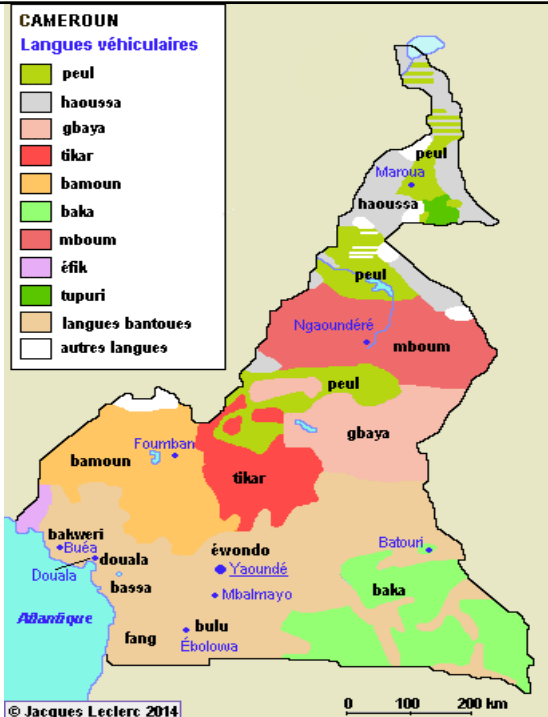 CAMEROUN
Langues véhiculaires
peul
haoussa
gbaya
tikar
bamoun
baka
mboum
éfik
tupuri
langues bantoues
autres langues
peul
Maroua
haoussa
peul
Ngaoundéré
mboum
peul
gbaya
Foumban
bamoun
tikar
bakweri
Buéa
douala
Douala
bassa
éwondo
Yaoundé
Mbalmayo
Batouri
baka
Atlantique
fang
bulu
Ébolowa
0 100 200 km
© Jacques Leclerc 2014